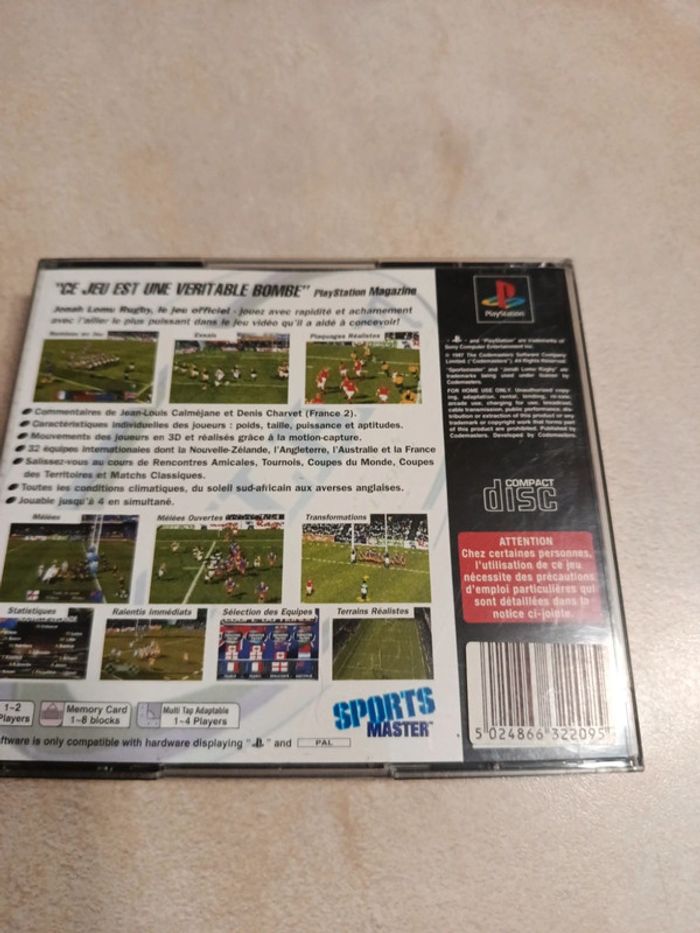 "CE JEU EST UNE VERITABLE BOMBE" PlayStation Magazine
Jonah Lomu Rugby, le jeu officiel - Jouez avec rapidité et acharnement
avec l'ailier le plus puissant dans le jeu vidéo qu'il a aidé à concevoir!
Essais
Plaquages Réalistes
Commentaires de Jean-Louis Calméjane et Denis Charvet (France 2).
Caractéristiques individuelles des joueurs : poids, taille, puissance et aptitudes.
Mouvements des joueurs en 3D et réalisés grâce à la motion-capture.
32 équipes internationales dont la Nouvelle-Zélande, l'Angleterre, l'Australie et la France
Salissez-vous au cours de Rencontres Amicales, Tournois, Coupes du Monde, Coupes
des Territoires et Matchs Classiques.
Toutes les conditions climatiques, du soleil sud-africain aux averses anglaises.
Jouable jusqu'à 4 en simultané.
Mêlées
Mêlées Ouvertes
Transformations
Statistiques
Ralentis Immédiats
Sélection des Equipes
Terrains Réalistes
1-2
Players
Memory Card
1-8 blocks
Multi Tap Adaptable
1-4 Players
SPORTS
MASTER™
ftware is only compatible with hardware displaying " " and PAL
PlayStation
and "PlayStation" are trademarks of
Sony Computer Entertainment Inc.
© 1997 The Codemasters Software Company
Limited ("Codemasters"). All Rights Reserved.
"Sportsmaster" and "Jonah Lomu Rugby" are
trademarks being used under license by
Codemasters.
FOR HOME USE ONLY. Unauthorised copy-
ing, adaptation, rental, lending, re-sale,
arcade use, charging for use, broadcast,
cable transmission, public performance, dis-
tribution or extraction of this product or any
trademark or copyright work that forms part
of this product are prohibited. Published by
Codemasters. Developed by Codemasters.
COMPACT
disc
ATTENTION
Chez certaines personnes,
l'utilisation de ce jeu
nécessite des précautions
d'emploi particulières qui
sont détaillées dans la
notice ci-jointe.
5 024866 322095